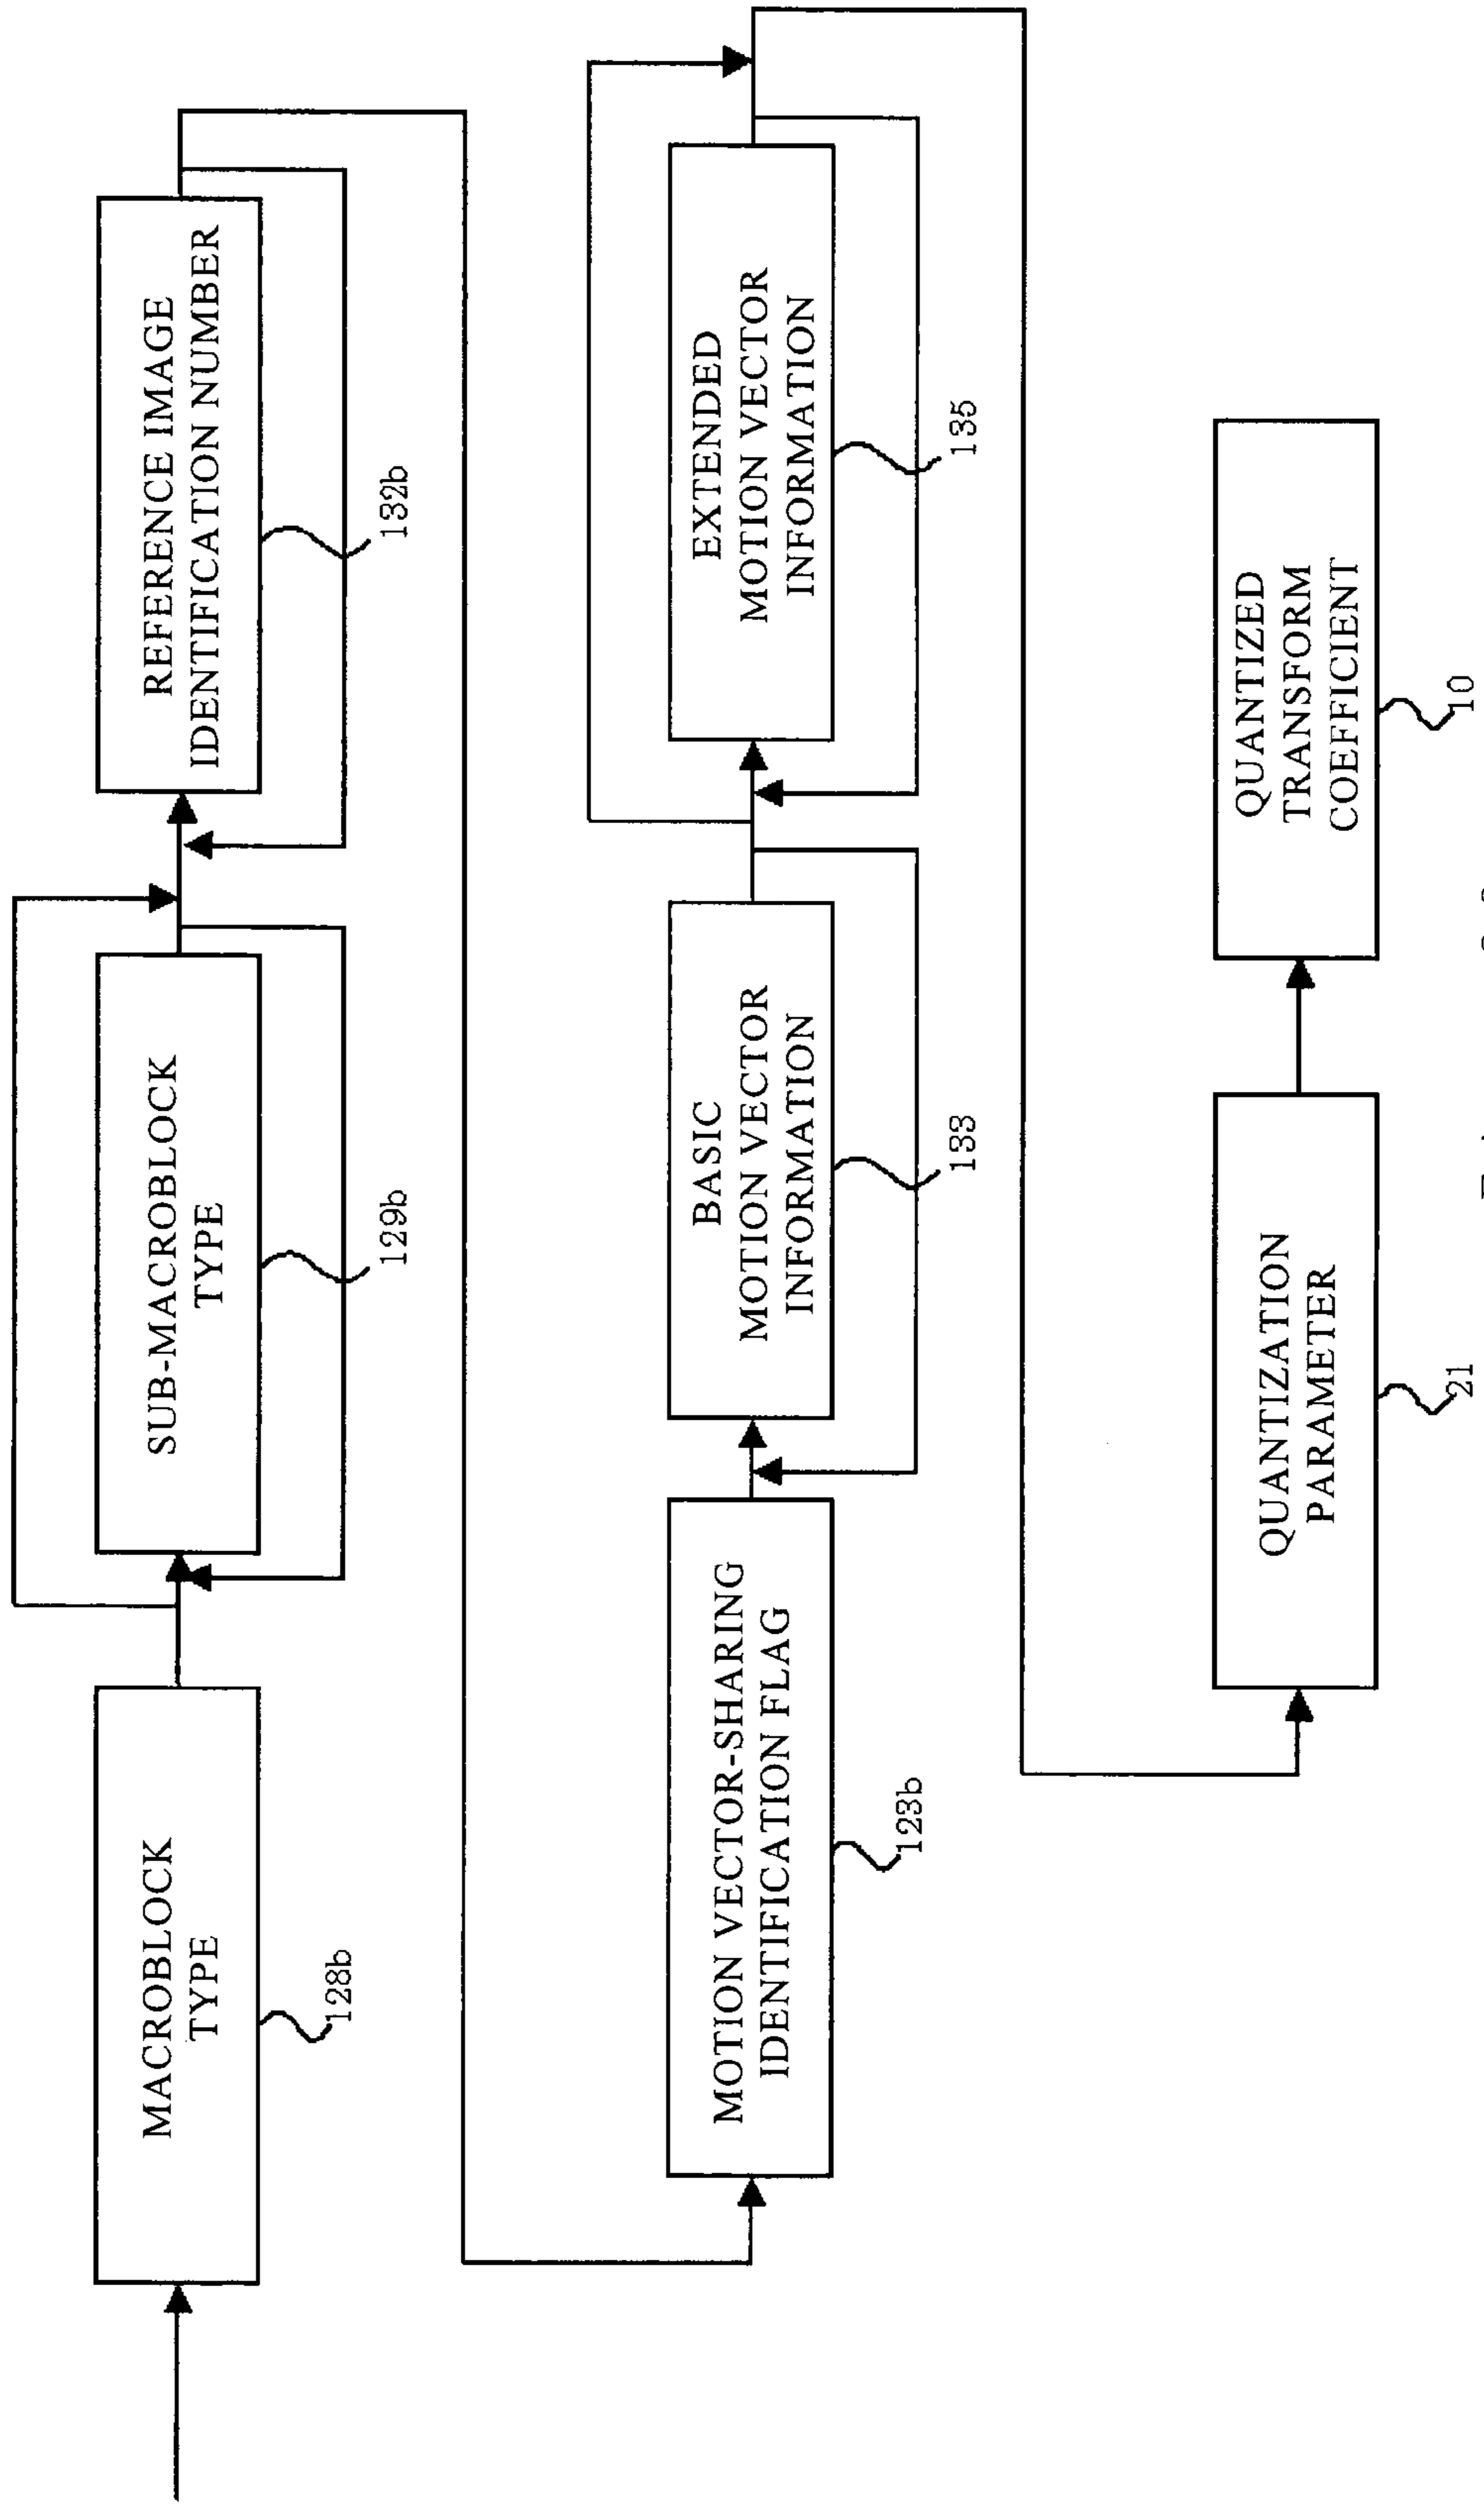 MACROBLOCK
TYPE
128b
SUB-MACROBLOCK
TYPE
129b
REFERENCE IMAGE
IDENTIFICATION NUMBER
132b
MOTION VECTOR-SHARING
IDENTIFICATION FLAG
123b
BASIC
MOTION VECTOR
INFORMATION
133
EXTENDED
MOTION VECTOR
INFORMATION
135
QUANTIZATION
PARAMETER
21
QUANTIZED
TRANSFORM
COEFFICIENT
10